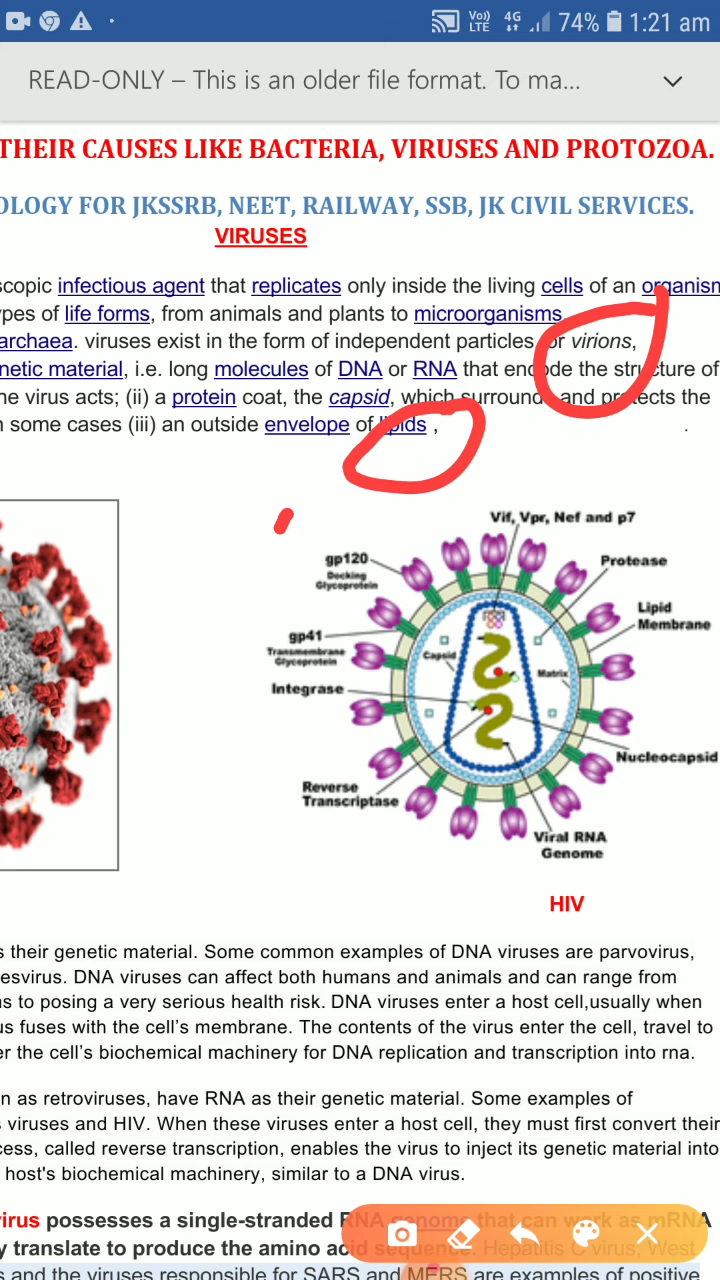 Vo)) LTE 4G 74% 1:21 am
READ-ONLY – This is an older file format. To ma...
THEIR CAUSES LIKE BACTERIA, VIRUSES AND PROTOZOA.
OLOGY FOR JKSSRB, NEET, RAILWAY, SSB, JK CIVIL SERVICES.
VIRUSES
scopic infectious agent that replicates only inside the living cells of an organism
ypes of life forms, from animals and plants to microorganisms
archaea. viruses exist in the form of independent particles or virions,
netic material, i.e. long molecules of DNA or RNA that encode the structure of
he virus acts; (ii) a protein coat, the capsid, which surrounds and protects the
n some cases (iii) an outside envelope of lipids , .
Vif, Vpr, Nef and p7
gp120
Docking
Glycoprotein
Protease
Lipid
Membrane
gp41
Transmembrane
Glycoprotein
Capsid
Matrix
Integrase
Nucleocapsid
Reverse
Transcriptase
Viral RNA
Genome
HIV
s their genetic material. Some common examples of DNA viruses are parvovirus,
esvirus. DNA viruses can affect both humans and animals and can range from
ns to posing a very serious health risk. DNA viruses enter a host cell,usually when
us fuses with the cell’s membrane. The contents of the virus enter the cell, travel to
er the cell’s biochemical machinery for DNA replication and transcription into rna.
n as retroviruses, have RNA as their genetic material. Some examples of
s viruses and HIV. When these viruses enter a host cell, they must first convert their
cess, called reverse transcription, enables the virus to inject its genetic material into
host's biochemical machinery, similar to a DNA virus.
virus possesses a single-stranded RNA genome that can work as mRNA
y translate to produce the amino acid sequence. Hepatitis C virus, West
s and the viruses responsible for SARS and MERS are examples of positive